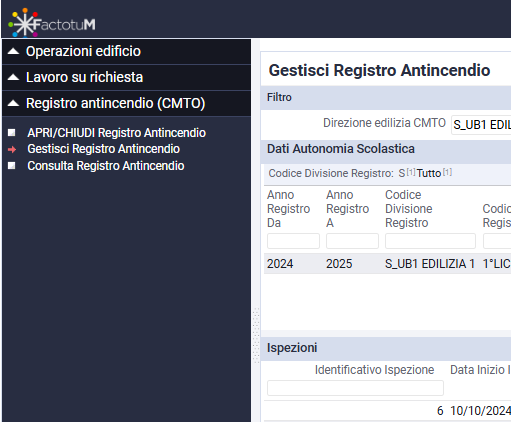 FactotuM
Operazioni edificio
Lavoro su richiesta
Registro antincendio (CMTO)
APRI/CHIUDI Registro Antincendio
Gestisci Registro Antincendio
Consulta Registro Antincendio
Gestisci Registro Antincendio
Filtro
Direzione edilizia CMTO S_UB1 EDIL
Dati Autonomia Scolastica
Codice Divisione Registro: S[1]Tutto[1]
Anno Registro Da
Anno Registro A
Codice Divisione Registro
Codic
Regis
2024 2025 S_UB1 EDILIZIA 1 1°LIC
Ispezioni
Identificativo Ispezione Data Inizio I
6 10/10/2024